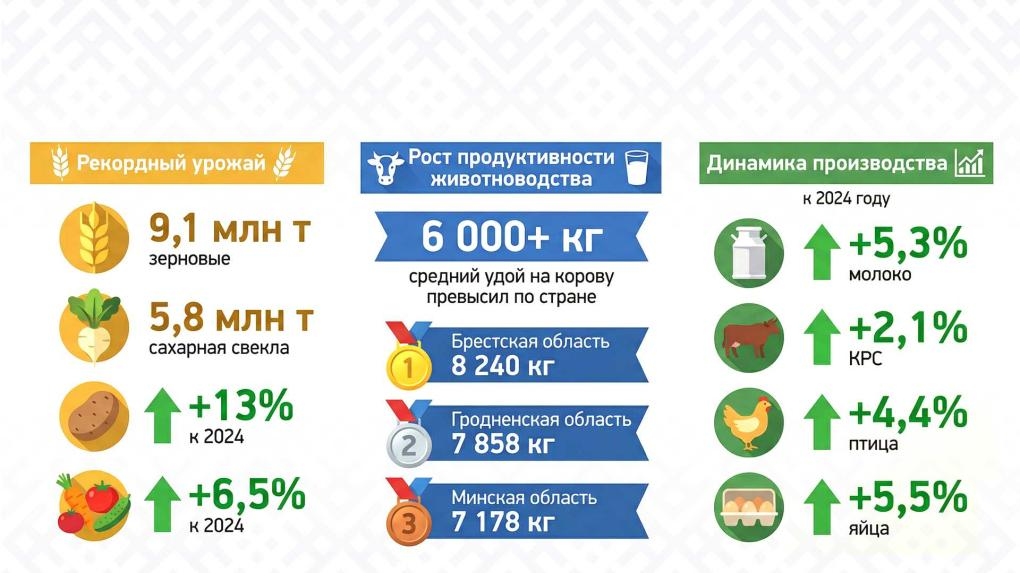 Рекордный урожай
9,1 млн т
зерновые
5,8 млн т
сахарная свекла
+13%
к 2024
+6,5%
к 2024
Рост продуктивности
животноводства
6 000+ кг
средний удой на корову
превысил по стране
1
Брестская область
8 240 кг
2
Гродненская область
7 858 кг
3
Минская область
7 178 кг
Динамика производства
к 2024 году
+5,3%
молоко
+2,1%
КРС
+4,4%
птица
+5,5%
яйца